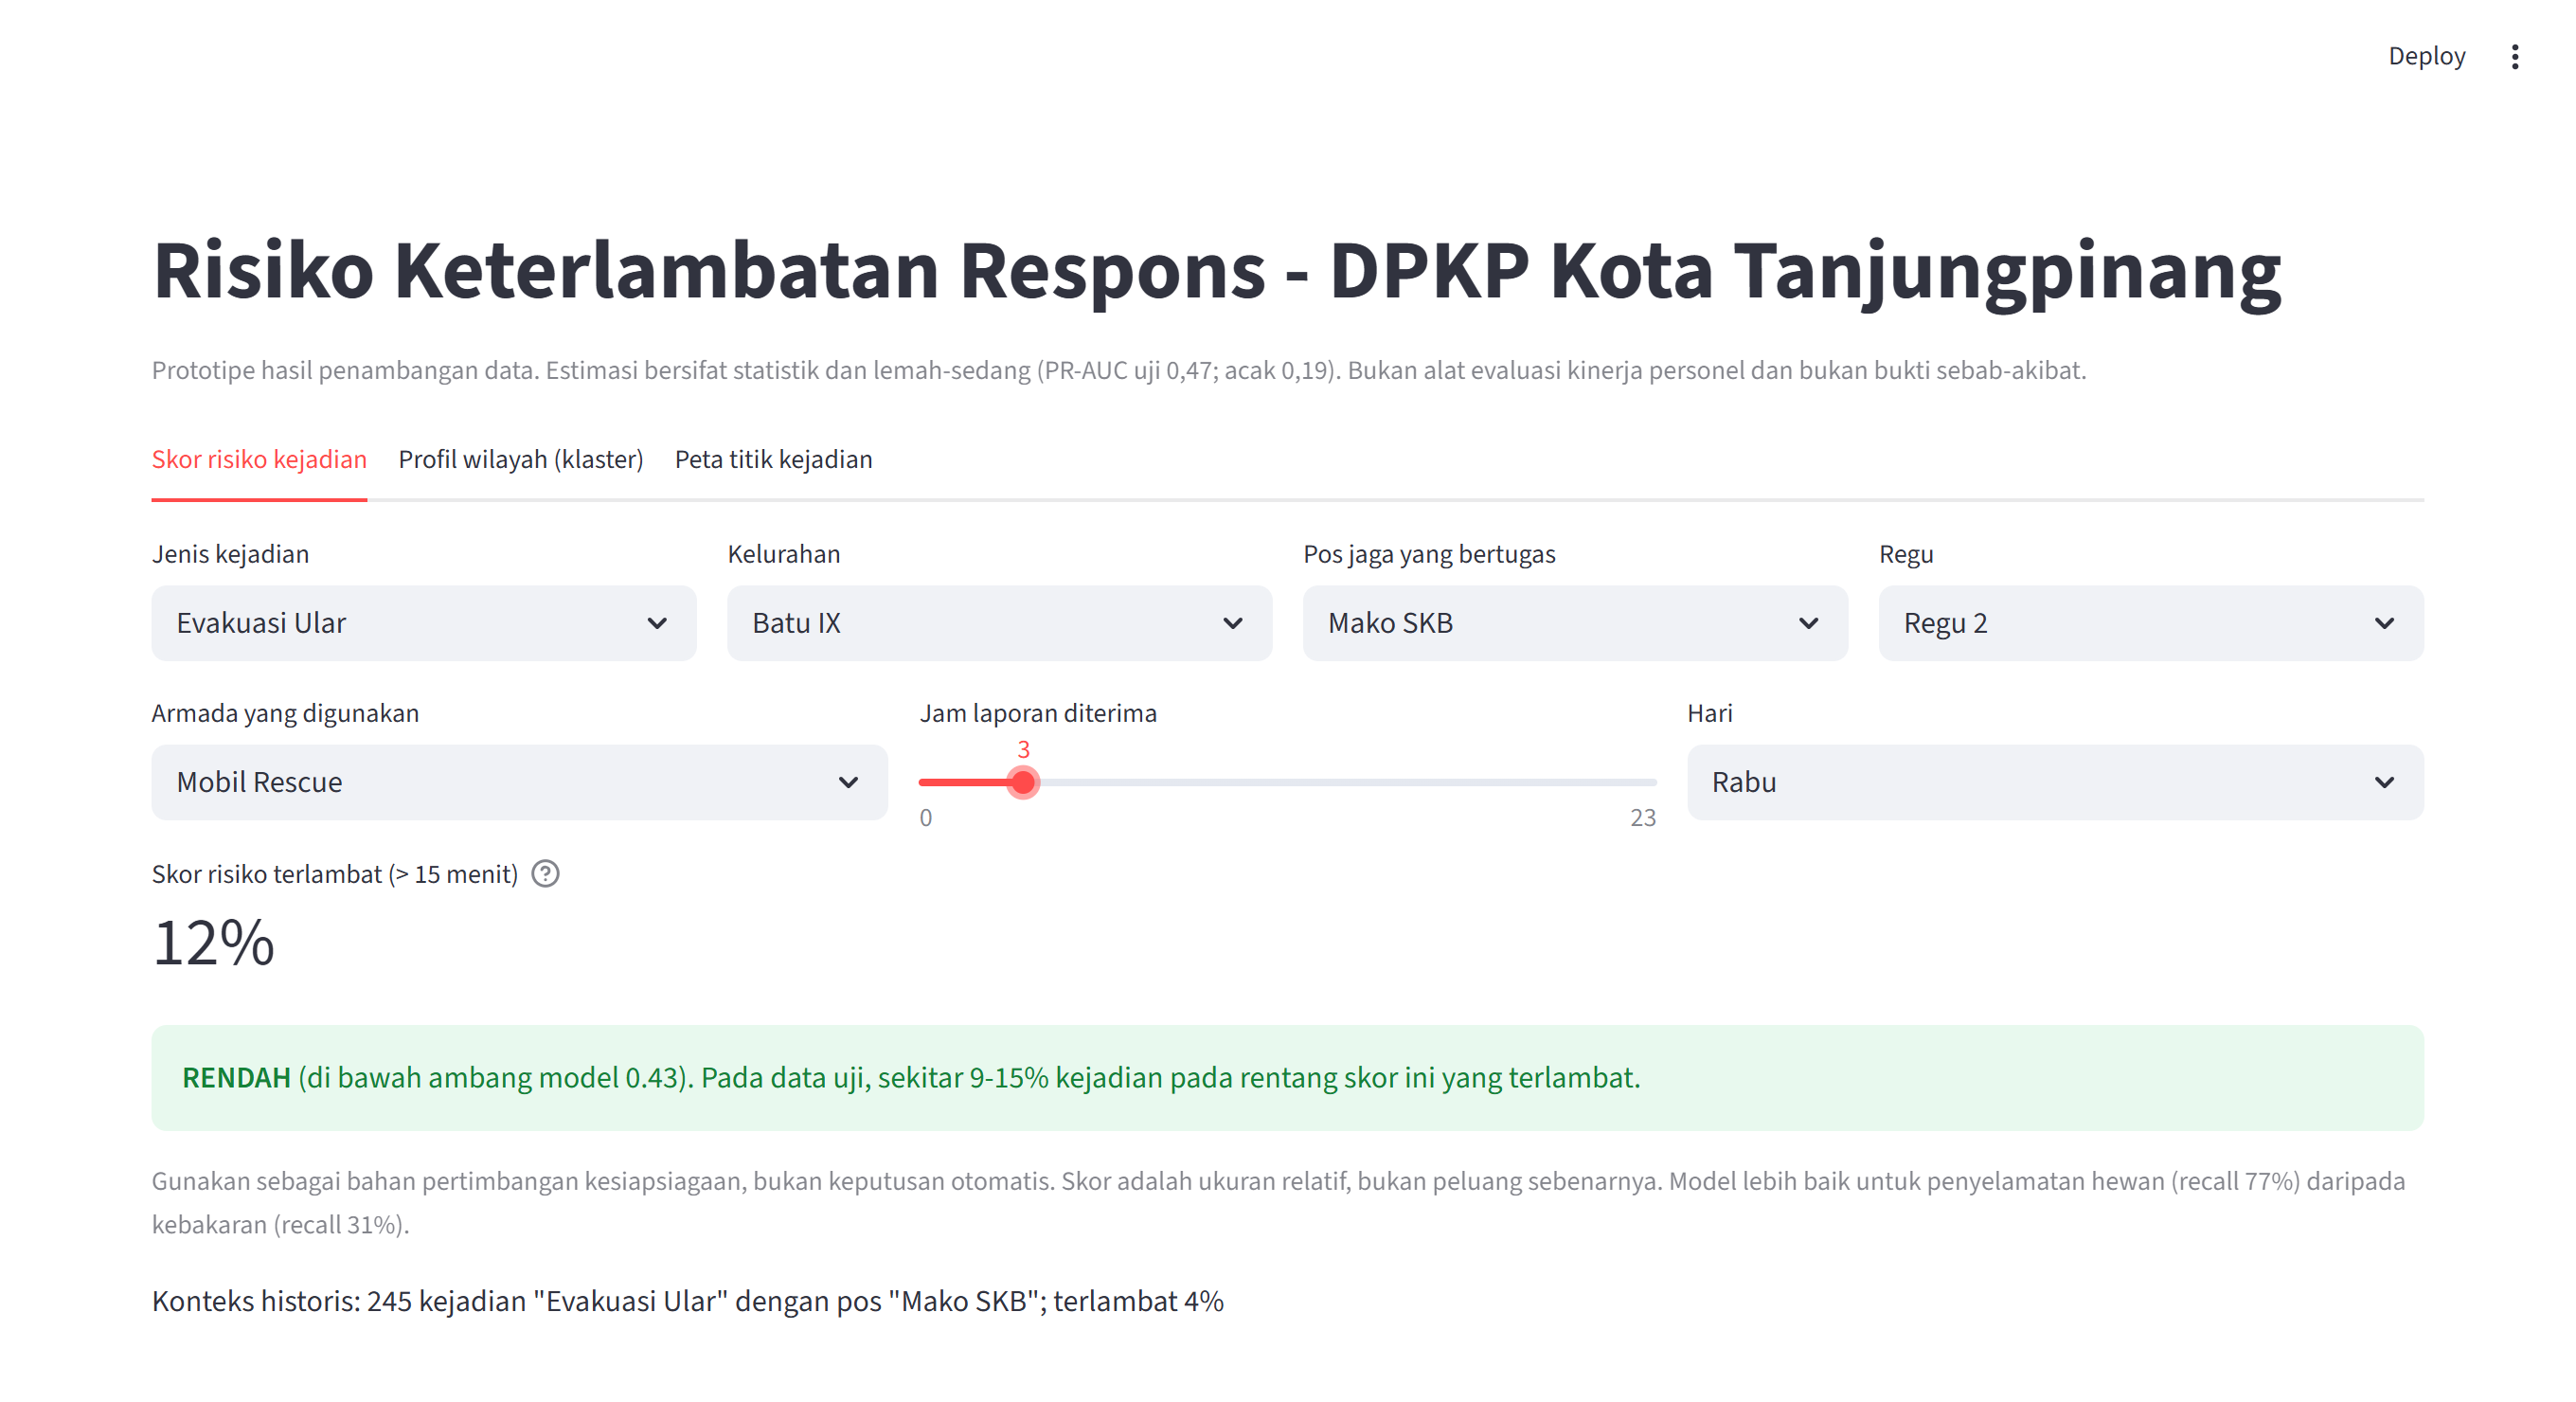 Deploy
Risiko Keterlambatan Respons - DPKP Kota Tanjungpinang
Prototipe hasil penambangan data. Estimasi bersifat statistik dan lemah-sedang (PR-AUC uji 0,47; acak 0,19). Bukan alat evaluasi kinerja personel dan bukan bukti sebab-akibat.
Skor risiko kejadian Profil wilayah (klaster) Peta titik kejadian
Jenis kejadian Kelurahan Pos jaga yang bertugas Regu
Evakuasi Ular Batu IX Mako SKB Regu 2
Armada yang digunakan Jam laporan diterima Hari
3
Mobil Rescue Rabu
0 23
Skor risiko terlambat (> 15 menit)
12%
RENDAH (di bawah ambang model 0.43). Pada data uji, sekitar 9-15% kejadian pada rentang skor ini yang terlambat.
Gunakan sebagai bahan pertimbangan kesiapsiagaan, bukan keputusan otomatis. Skor adalah ukuran relatif, bukan peluang sebenarnya. Model lebih baik untuk penyelamatan hewan (recall 77%) daripada
kebakaran (recall 31%).
Konteks historis: 245 kejadian "Evakuasi Ular" dengan pos "Mako SKB"; terlambat 4%